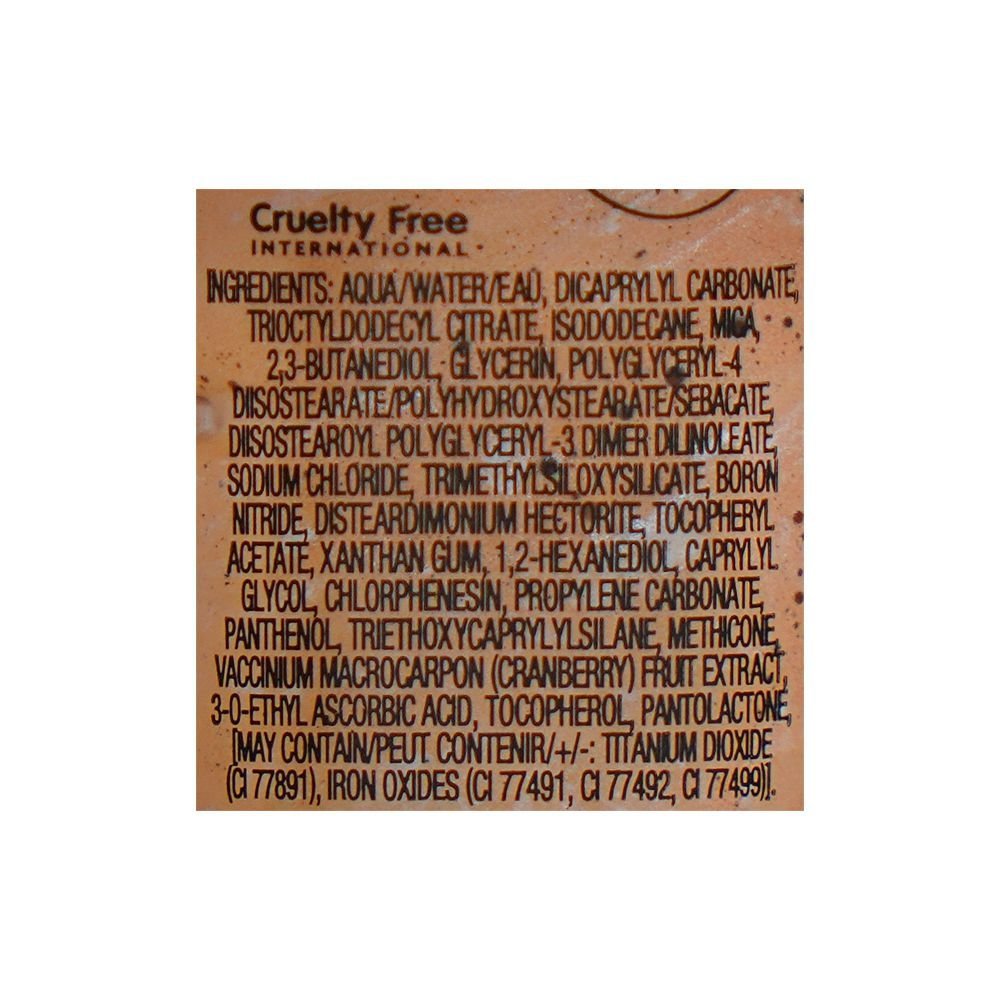 Cruelty Free
INTERNATIONAL
INGREDIENTS: AQUA/WATER/EAU, DICAPRYLYL CARBONATE,
TRIOCTYLDODECYL CITRATE, ISODODECANE, MICA,
2,3-BUTANEDIOL, GLYCERIN, POLYGLYCERYL-4
DIISOSTEARATE/POLYHYDROXYSTEARATE/SEBACATE,
DIISOSTEAROYL POLYGLYCERYL-3 DIMER DILINOLEATE,
SODIUM CHLORIDE, TRIMETHYLSILOXYSILICATE, BORON
NITRIDE, DISTEARDIMONIUM HECTORITE, TOCOPHERYL
ACETATE, XANTHAN GUM, 1,2-HEXANEDIOL, CAPRYLYL
GLYCOL, CHLORPHENESIN, PROPYLENE CARBONATE,
PANTHENOL, TRIETHOXYCAPRYLYLSILANE, METHICONE,
VACCINIUM MACROCARPON (CRANBERRY) FRUIT EXTRACT,
3-O-ETHYL ASCORBIC ACID, TOCOPHEROL, PANTOLACTONE,
[MAY CONTAIN/PEUT CONTENIR/+/-: TITANIUM DIOXIDE
(CI 77891), IRON OXIDES (CI 77491, CI 77492, CI 77499)].